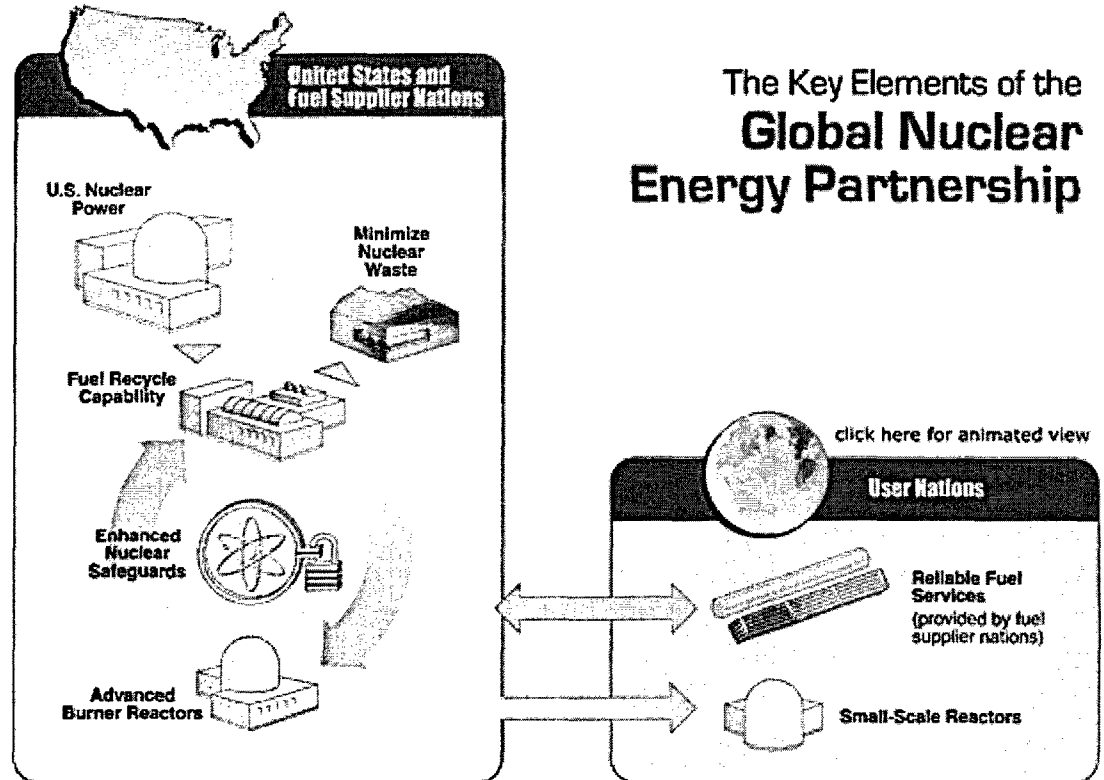 United States and
Fuel Supplier Nations
The Key Elements of the
Global Nuclear
Energy Partnership
U.S. Nuclear
Power
Minimize
Nuclear
Waste
Fuel Recycle
Capability
Enhanced
Nuclear
Safeguards
Advanced
Burner Reactors
click here for animated view
User Nations
Reliable Fuel
Services
(provided by fuel
supplier nations)
Small-Scale Reactors